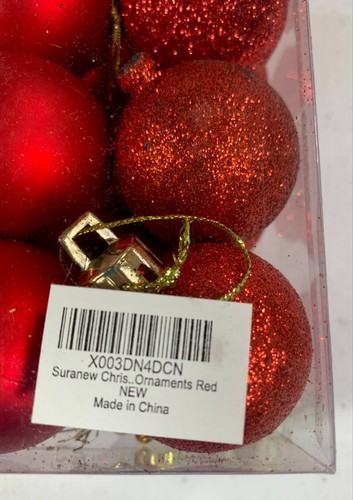 X003DN4DCN
Suranew Chris..Ornaments Red
NEW
Made in China